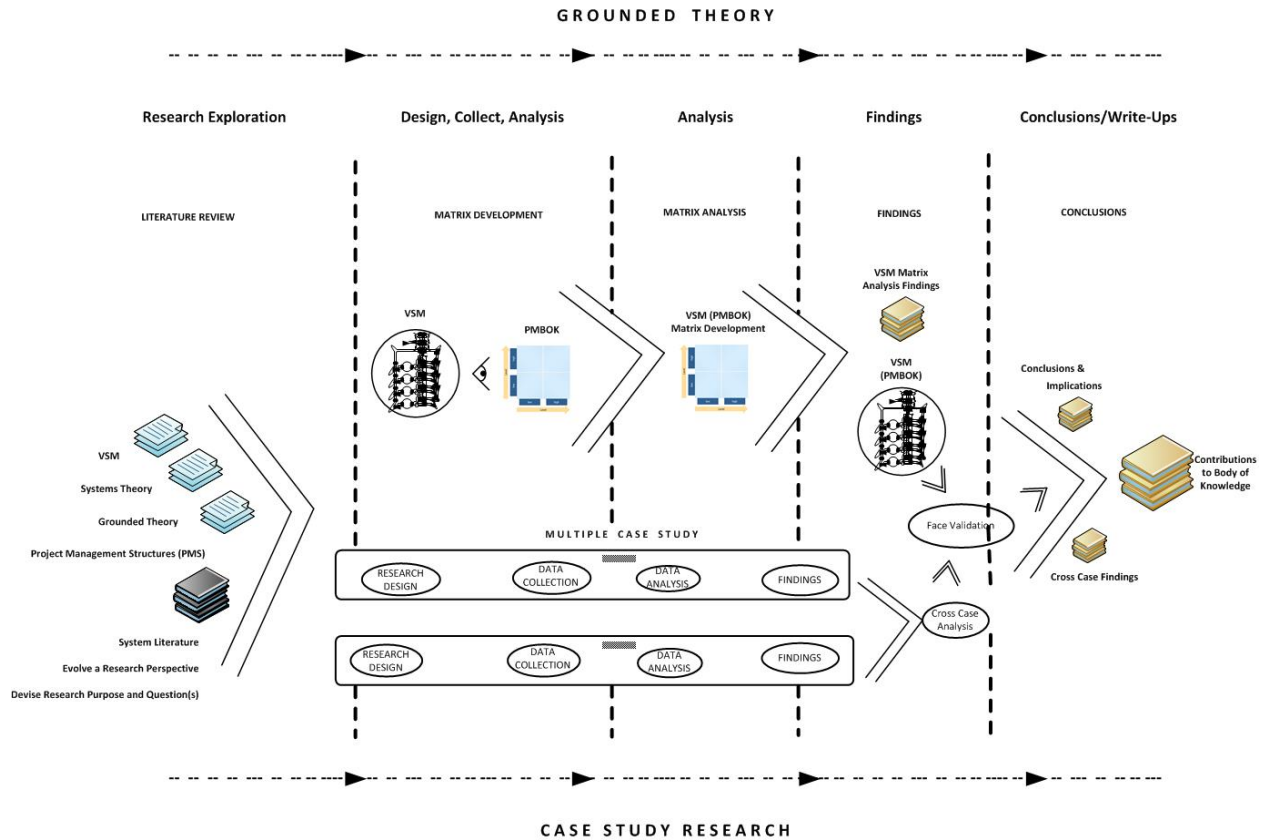 GROUNDED THEORY
Research Exploration
Design, Collect, Analysis
Analysis
Findings
Conclusions/Write-Ups
LITERATURE REVIEW
MATRIX DEVELOPMENT
MATRIX ANALYSIS
FINDINGS
CONCLUSIONS
VSM
Systems Theory
Grounded Theory
Project Management Structures (PMS)
System Literature
Evolve a Research Perspective
Devise Research Purpose and Question(s)
VSM
PMBOK
VSM (PMBOK)
Matrix Development
VSM Matrix
Analysis Findings
VSM
(PMBOK)
Face Validation
Conclusions &
Implications
Contributions
to Body of
Knowledge
Cross Case Findings
MULTIPLE CASE STUDY
RESEARCH
DESIGN
DATA
COLLECTION
DATA
ANALYSIS
FINDINGS
Cross Case
Analysis
RESEARCH
DESIGN
DATA
COLLECTION
DATA
ANALYSIS
FINDINGS
CASE STUDY RESEARCH